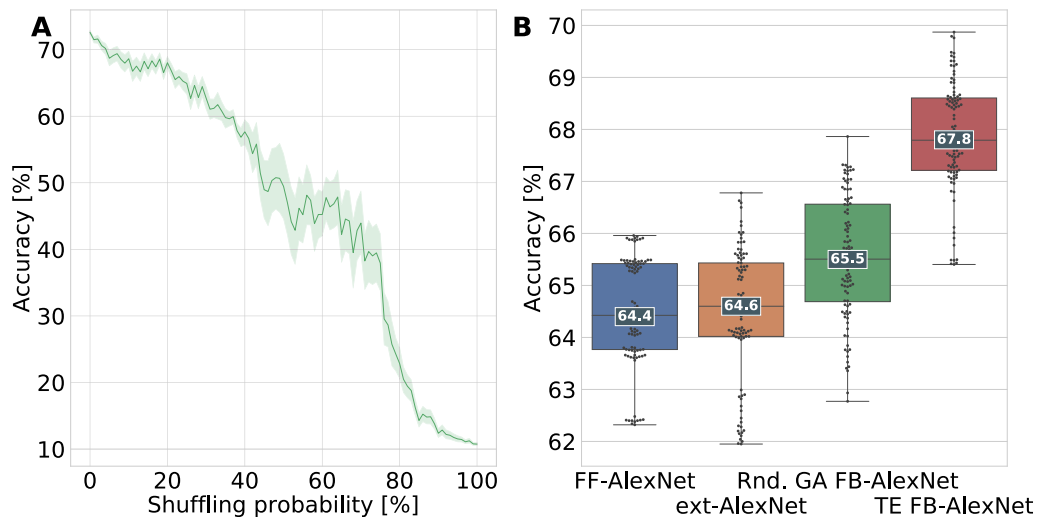 A
Accuracy [%]
70
60
50
40
30
20
10
0
20
40
60
80
100
Shuffling probability [%]
B
Accuracy [%]
70
69
68
67
66
65
64
63
62
64.4
64.6
65.5
67.8
FF-AlexNet
ext-AlexNet
Rnd. GA FB-AlexNet
TE FB-AlexNet